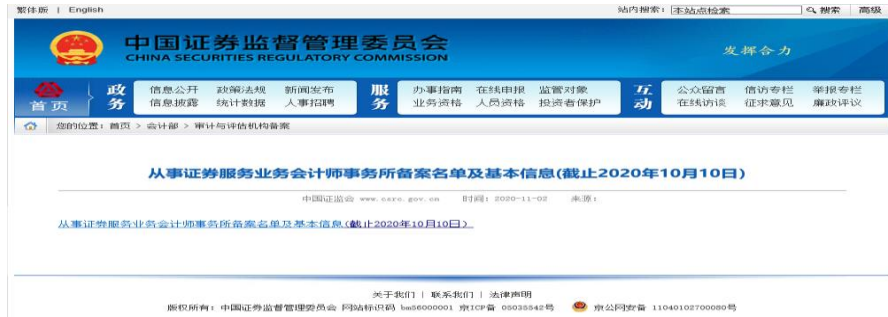 繁体版 | English 站内搜索: 本站点检索 搜索 高级
中国证券监督管理委员会
CHINA SECURITIES REGULATORY COMMISSION
发挥合力
首页
政务
信息公开 政策法规 新闻发布
信息披露 统计数据 人事招聘
服务
办事指南 在线申报 监管对象
业务资格 人员资格 投资者保护
互动
公众留言 信访专栏 举报专栏
在线访谈 征求意见 廉政评议
您的位置: 首页 > 会计部 > 审计与评估机构备案
从事证券服务业务会计师事务所备案名单及基本信息(截止2020年10月10日)
中国证监会 www.csrc.gov.cn 时间: 2020-11-02 来源:
从事证券服务业务会计师事务所备案名单及基本信息(截止2020年10月10日)
关于我们 | 联系我们 | 法律声明
版权所有: 中国证券监督管理委员会 网站标识码 bm56000001 京ICP备 05035542号 京公网安备 11040102700080号